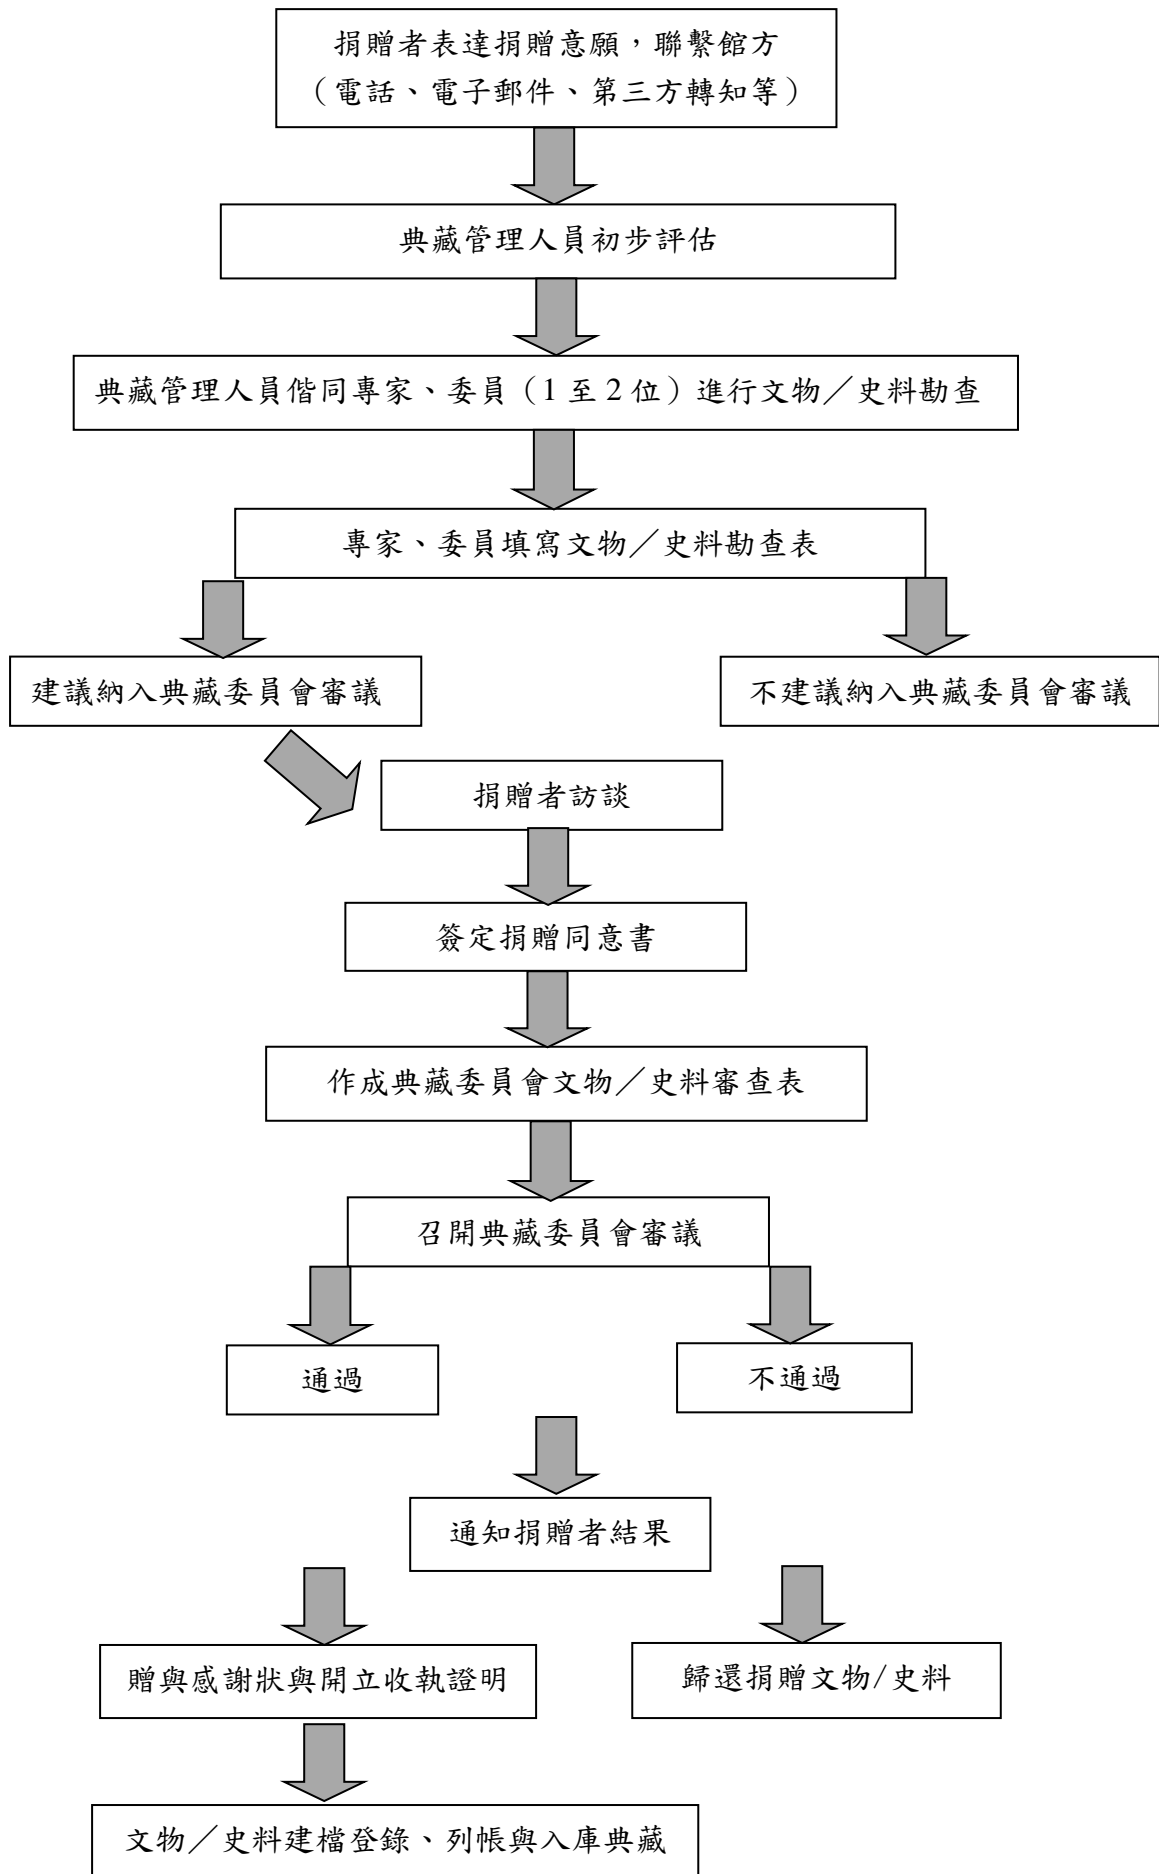 捐贈者表達捐贈意願，聯繫館方
（電話、電子郵件、第三方轉知等）
典藏管理人員初步評估
典藏管理人員偕同專家、委員（1 至 2 位）進行文物／史料勘查
專家、委員填寫文物／史料勘查表
建議納入典藏委員會審議
不建議納入典藏委員會審議
捐贈者訪談
簽定捐贈同意書
作成典藏委員會文物／史料審查表
召開典藏委員會審議
通過
不通過
通知捐贈者結果
贈與感謝狀與開立收執證明
歸還捐贈文物/史料
文物／史料建檔登錄、列帳與入庫典藏